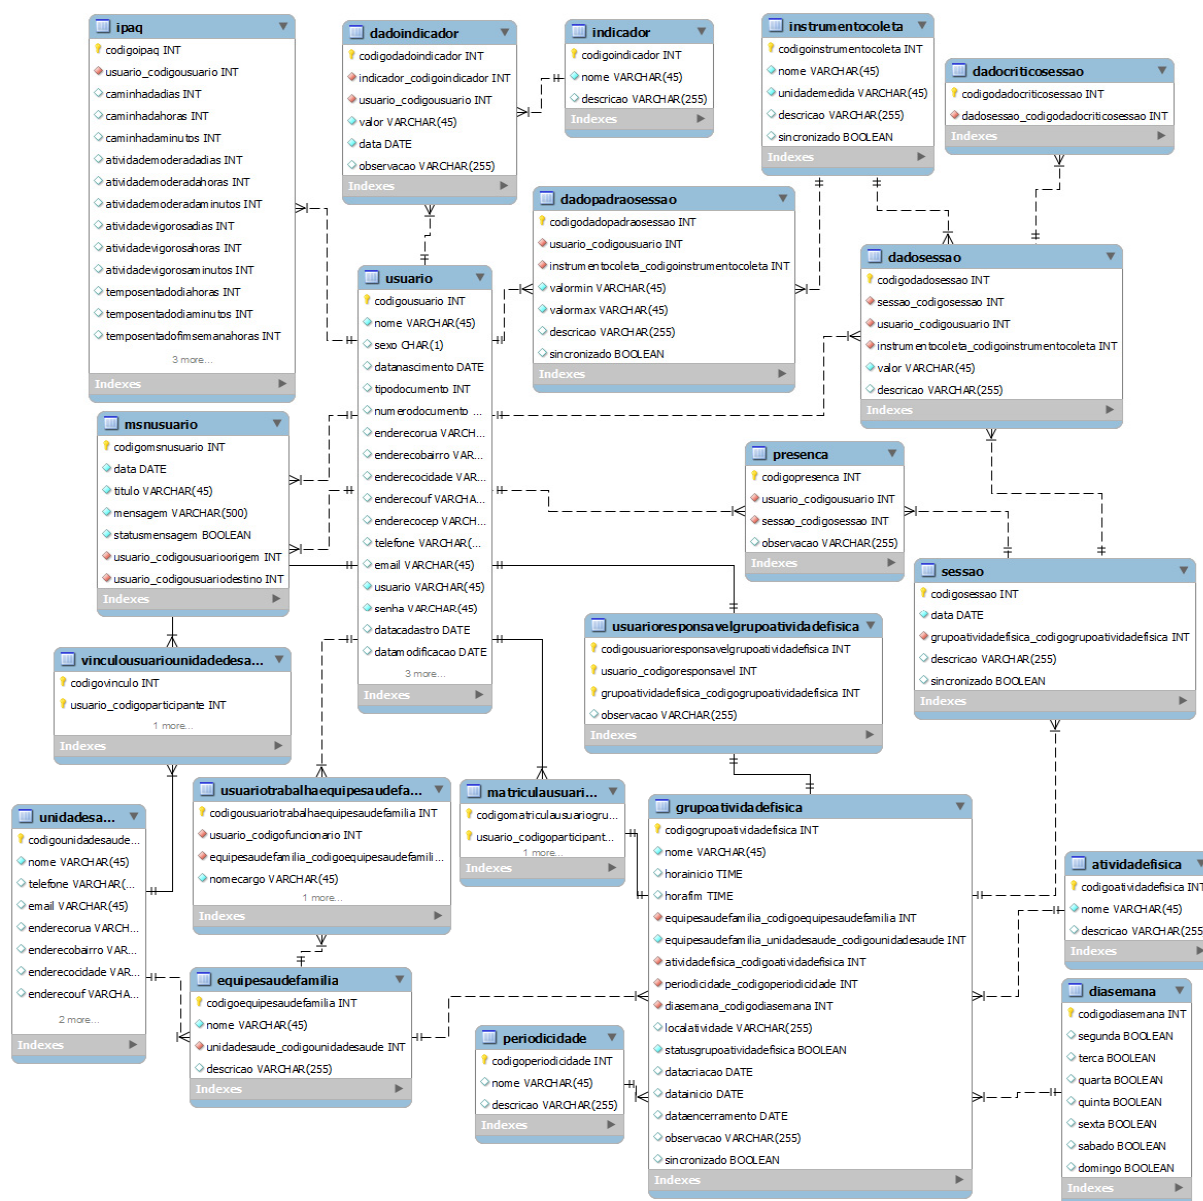 ipaq
codigoipaq INT
usuario_codigousuario INT
caminhadadias INT
caminhadahoras INT
caminhadaminutos INT
atividademoderadadias INT
atividademoderadahoras INT
atividademoderadaminutos INT
atividadevigorosadias INT
atividadevigorosahoras INT
atividadevigorosaminutos INT
temposentadodiahoras INT
temposentadodiaminutos INT
temposentadofimsemanahoras INT
3 more...
Indexes
dadoindicador
codigodadoindicador INT
indicador_codigoindicador INT
usuario_codigousuario INT
valor VARCHAR(45)
data DATE
observacao VARCHAR(255)
Indexes
indicador
codigoindicador INT
nome VARCHAR(45)
descricao VARCHAR(255)
Indexes
instrumentocoleta
codigoinstrumentocoleta INT
nome VARCHAR(45)
unidademedida VARCHAR(45)
descricao VARCHAR(255)
sincronizado BOOLEAN
Indexes
dadocriticosessao
codigodadocriticosessao INT
dadosessao_codigodadocriticosessao INT
Indexes
dadopadraosessao
codigodadopadraosessao INT
usuario_codigousuario INT
instrumentocoleta_codigoinstrumentocoleta INT
valormin VARCHAR(45)
valormax VARCHAR(45)
descricao VARCHAR(255)
sincronizado BOOLEAN
Indexes
dadosessao
codigodadosessao INT
sessao_codigosessao INT
usuario_codigousuario INT
instrumentocoleta_codigoinstrumentocoleta INT
valor VARCHAR(45)
descricao VARCHAR(255)
Indexes
usuario
codigousuario INT
nome VARCHAR(45)
sexo CHAR(1)
datanascimento DATE
tipodocumento INT
numerodocumento ...
enderecorua VARCH...
enderecobairro VAR...
enderecocidade VAR...
enderecouf VARCHA...
enderecocep VARCH...
telefone VARCHAR(...
email VARCHAR(45)
usuario VARCHAR(45)
senha VARCHAR(45)
datacadastro DATE
datamodificacao DATE
3 more...
Indexes
msnusuario
codigomsnusuario INT
data DATE
titulo VARCHAR(45)
mensagem VARCHAR(500)
statusmensagem BOOLEAN
usuario_codigousuarioorigem INT
usuario_codigousuariodestino INT
Indexes
presenca
codigopresenca INT
usuario_codigousuario INT
sessao_codigosessao INT
observacao VARCHAR(255)
Indexes
sessao
codigosessao INT
data DATE
grupoatividadefisica_codigogrupoatividadefisica INT
descricao VARCHAR(255)
sincronizado BOOLEAN
Indexes
usuarioresponsavelgrupoatividadefisica
codigousuarioresponsavelgrupoatividadefisica INT
usuario_codigoresponsavel INT
grupoatividadefisica_codigogrupoatividadefisica INT
observacao VARCHAR(255)
Indexes
vinculousuariounidadedesa...
codigovinculo INT
usuario_codigoparticipante INT
1 more...
Indexes
usuariotrabalhaequipesaudefa...
codigousuariotrabalhaequipesaudefamilia INT
usuario_codigofuncionario INT
equipesaudefamilia_codigoequipesaudefamili...
nomecargo VARCHAR(45)
1 more...
Indexes
matriculausuari...
codigomatriculausuariogru...
usuario_codigoparticipant...
1 more...
Indexes
unidadesa...
codigounidadesaude...
nome VARCHAR(45)
telefone VARCHAR(...
email VARCHAR(45)
enderecorua VARCH...
enderecobairro VAR...
enderecocidade VAR...
enderecouf VARCHA...
2 more...
Indexes
grupoatividadefisica
codigogrupoatividadefisica INT
nome VARCHAR(45)
horainicio TIME
horafim TIME
equipesaudefamilia_codigoequipesaudefamilia INT
equipesaudefamilia_unidadesaude_codigounidadesaude INT
atividadefisica_codigoatividadefisica INT
periodicidade_codigoperiodicidade INT
diasemana_codigodiasemana INT
localatividade VARCHAR(255)
statusgrupoatividadefisica BOOLEAN
datacriacao DATE
datainicio DATE
dataencerramento DATE
observacao VARCHAR(255)
sincronizado BOOLEAN
Indexes
atividadefisica
codigoatividadefisica INT
nome VARCHAR(45)
descricao VARCHAR(255
Indexes
equipesaudefamilia
codigoequipesaudefamilia INT
nome VARCHAR(45)
unidadesaude_codigounidadesaude INT
descricao VARCHAR(255)
Indexes
periodicidade
codigoperiodicidade INT
nome VARCHAR(45)
descricao VARCHAR(255)
Indexes
diasemana
codigodiasemana INT
segunda BOOLEAN
terca BOOLEAN
quarta BOOLEAN
quinta BOOLEAN
sexta BOOLEAN
sabado BOOLEAN
domingo BOOLEAN
Indexes